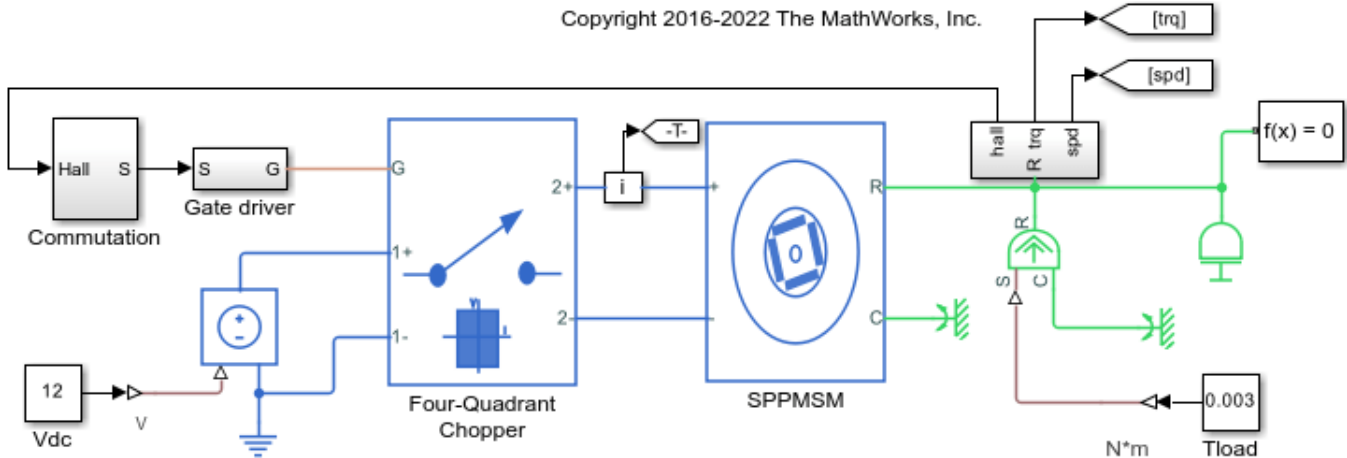 Copyright 2016-2022 The MathWorks, Inc.
[trq]
[spd]
hall
trq
spd
R
f(x) = 0
Hall S
Commutation
S G
Gate driver
G
1+
1-
2+
2-
Four-Quadrant
Chopper
-T-
i
+
-
R
C
SPPMSM
R
S
C
12
Vdc
V
+
-
0.003
N*m
Tload